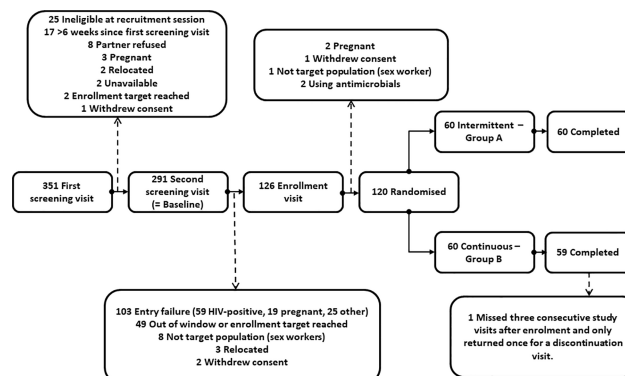 25 Ineligible at recruitment session
17 >6 weeks since first screening visit
8 Partner refused
3 Pregnant
2 Relocated
2 Unavailable
2 Enrollment target reached
1 Withdrew consent
2 Pregnant
1 Withdrew consent
1 Not target population (sex worker)
2 Using antimicrobials
60 Intermittent –
Group A
60 Completed
351 First
screening visit
291 Second
screening visit
(= Baseline)
126 Enrollment
visit
120 Randomised
60 Continuous –
Group B
59 Completed
103 Entry failure (59 HIV-positive, 19 pregnant, 25 other)
49 Out of window or enrollment target reached
8 Not target population (sex workers)
3 Relocated
2 Withdrew consent
1 Missed three consecutive study
visits after enrolment and only
returned once for a discontinuation
visit.